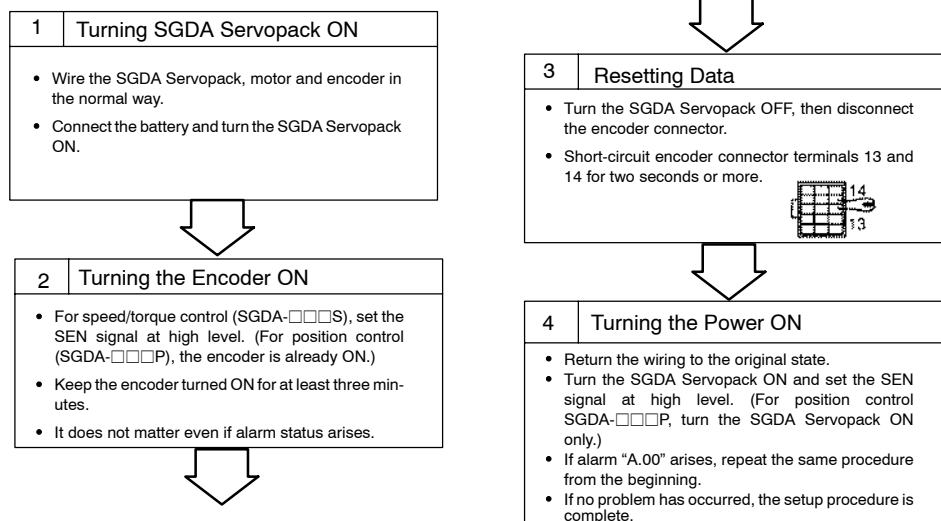 1 Turning SGDA Servopack ON
• Wire the SGDA Servopack, motor and encoder in
the normal way.
• Connect the battery and turn the SGDA Servopack
ON.
2 Turning the Encoder ON
• For speed/torque control (SGDA-□□□S), set the
SEN signal at high level. (For position control
(SGDA-□□□P), the encoder is already ON.)
• Keep the encoder turned ON for at least three min-
utes.
• It does not matter even if alarm status arises.
3 Resetting Data
• Turn the SGDA Servopack OFF, then disconnect
the encoder connector.
• Short-circuit encoder connector terminals 13 and
14 for two seconds or more.
14
13
4 Turning the Power ON
• Return the wiring to the original state.
• Turn the SGDA Servopack ON and set the SEN
signal at high level. (For position control
SGDA-□□□P, turn the SGDA Servopack ON
only.)
• If alarm “A.00” arises, repeat the same procedure
from the beginning.
• If no problem has occurred, the setup procedure is
complete.